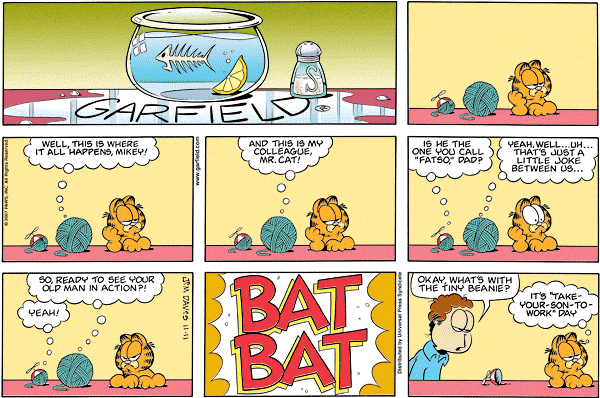 GARFIELD
S
© 2007 PAWS, INC. All Rights Reserved.
WELL, THIS IS WHERE
IT ALL HAPPENS, MIKEY!
www.garfield.com
AND THIS IS MY
COLLEAGUE,
MR. CAT!
IS HE THE
ONE YOU CALL
"FATSO," DAD?
YEAH, WELL...UH...
THAT'S JUST A
LITTLE JOKE
BETWEEN US...
SO, READY TO SEE YOUR
OLD MAN IN ACTION?!
YEAH!
JIM DAVIS
11-11
BAT
BAT
Distributed by Universal Press Syndicate
OKAY, WHAT'S WITH
THE TINY BEANIE?
IT'S "TAKE-
YOUR-SON-TO-
WORK" DAY